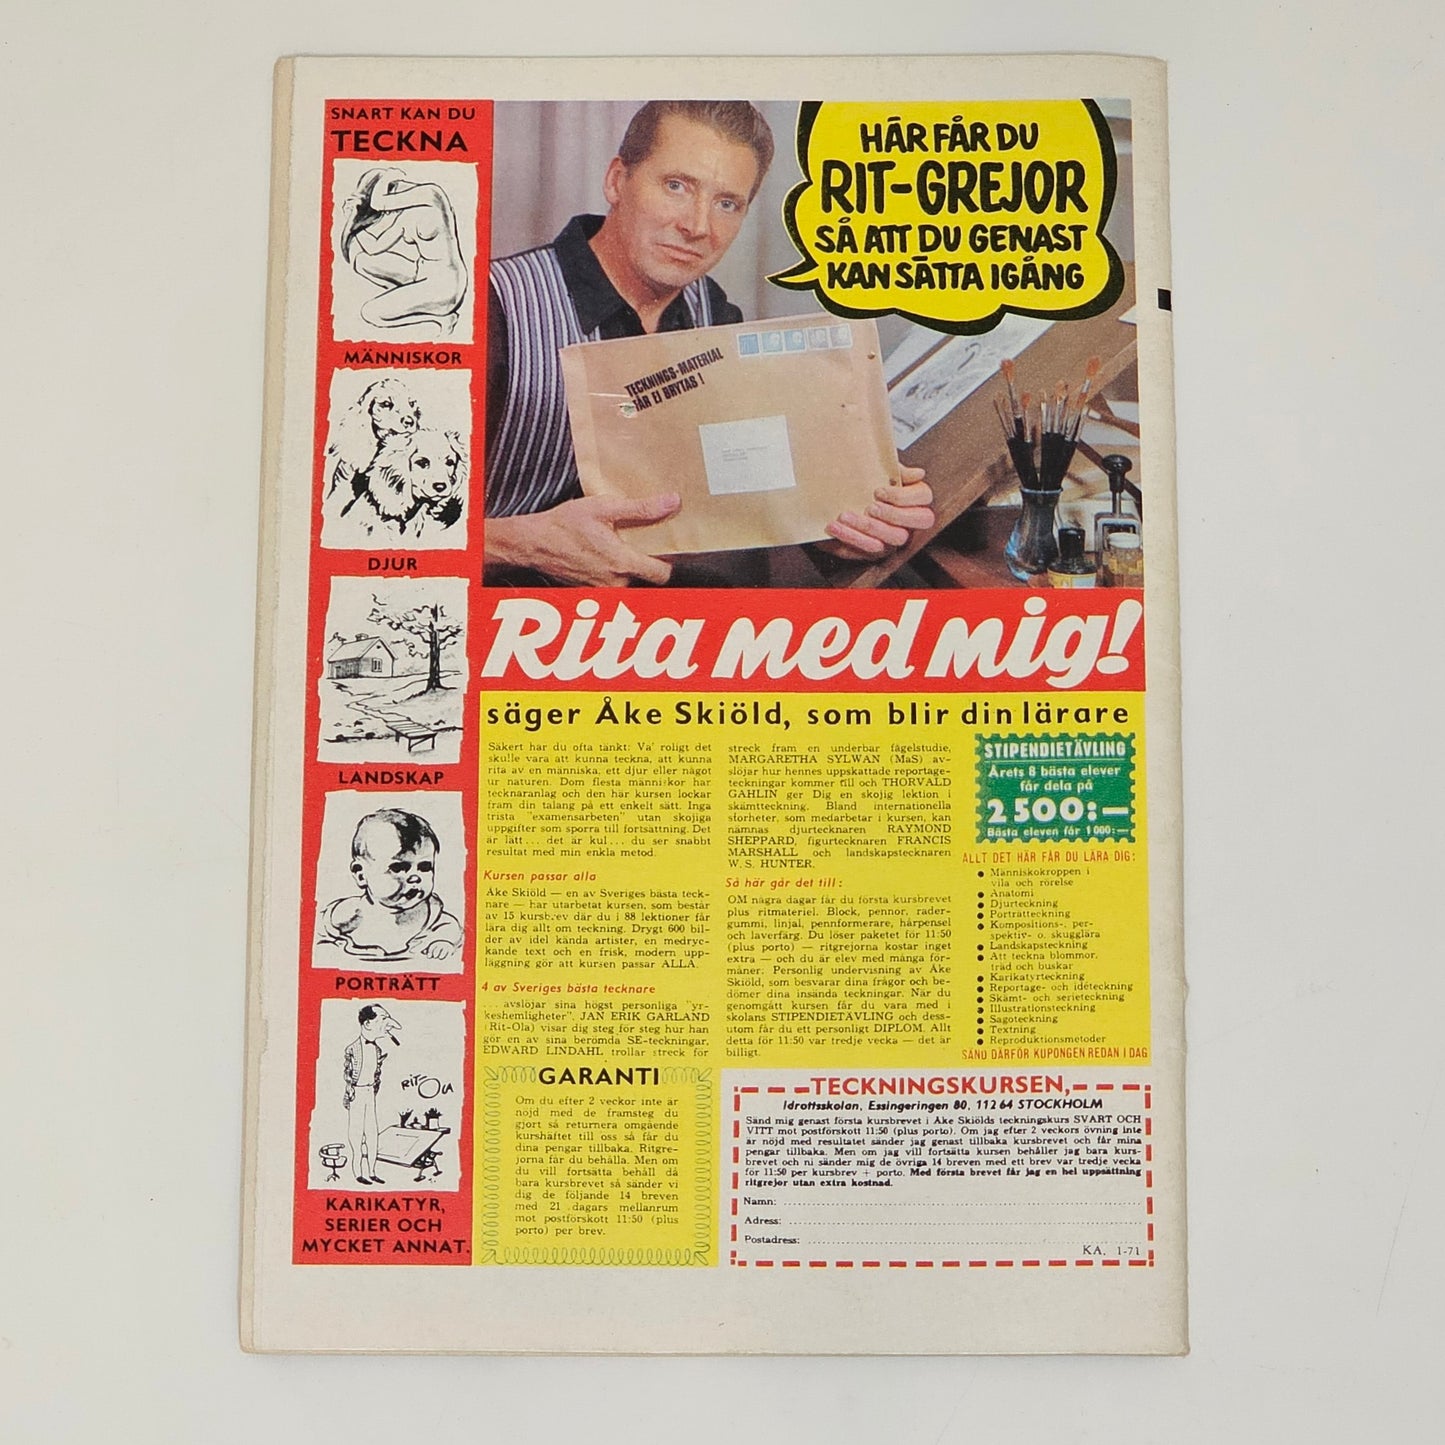 SNART KAN DU
TECKNA
MÄNNISKOR
DJUR
LANDSKAP
PORTRÄTT
RIT-OLA
KARIKATYR,
SERIER OCH
MYCKET ANNAT.
HÄR FÅR DU
RIT-GREJOR
SÅ ATT DU GENAST
KAN SÄTTA IGÅNG
TECKNINGS-MATERIAL
FÅR EJ BRYTAS!
Rita med mig!
säger Åke Skiöld, som blir din lärare
Säkert har du ofta tänkt: Va' roligt det
skulle vara att kunna teckna, att kunna
rita av en människa, ett djur eller något
ur naturen. Dom flesta människor har
tecknaranlag och den här kursen lockar
fram din talang på ett enkelt sätt. Inga
trista "examensarbeten" utan skojiga
uppgifter som sporra till fortsättning. Det
är lätt... det är kul... du ser snabbt
resultat med min enkla metod.
Kursen passar alla
Åke Skiöld — en av Sveriges bästa teck-
nare — har utarbetat kursen, som består
av 15 kursbrev där du i 88 lektioner får
lära dig allt om teckning. Drygt 600 bil-
der av idel kända artister, en medryc-
kande text och en frisk, modern upp-
läggning gör att kursen passar ALLA.
4 av Sveriges bästa tecknare
... avslöjar sina högst personliga "yr-
keshemligheter". JAN ERIK GARLAND
(Rit-Ola) visar dig steg för steg hur han
gör en av sina berömda SE-teckningar,
EDWARD LINDAHL trollar streck för
streck fram en underbar fågelstudie,
MARGARETHA SYLWAN (MaS) av-
slöjar hur hennes uppskattade reportage-
teckningar kommer till och THORVALD
GAHLIN ger Dig en skojig lektion i
skämtteckning. Bland internationella
storheter, som medarbetar i kursen, kan
nämnas djurtecknaren RAYMOND
SHEPPARD, figurtecknaren FRANCIS
MARSHALL och landskapstecknaren
W. S. HUNTER.
Så här går det till:
OM några dagar får du första kursbrevet
plus ritmateriel. Block, pennor, rader-
gummi, linjal, pennformerare, hårpensel
och laverfärg. Du löser paketet för 11:50
(plus porto) — ritgrejorna kostar inget
extra — och du är elev med många för-
måner: Personlig undervisning av Åke
Skiöld, som besvarar dina frågor och be-
dömer dina insända teckningar. När du
genomgått kursen får du vara med i
skolans STIPENDIETÄVLING och dess-
utom får du ett personligt DIPLOM. Allt
detta för 11:50 var tredje vecka — det är
billigt.
STIPENDIETÄVLING
Årets 8 bästa elever
får dela på
2500:—
Bästa eleven får 1000:—
ALLT DET HÄR FÅR DU LÄRA DIG:
● Människokroppen i
vila och rörelse
● Anatomi
● Djurteckning
● Porträtteckning
● Kompositions-, per-
spektiv- o. skugglära
● Landskapsteckning
● Att teckna blommor,
träd och buskar
● Karikatyrteckning
● Reportage- och idéteckning
● Skämt- och serieteckning
● Illustrationsteckning
● Sagoteckning
● Textning
● Reproduktionsmetoder
SÄND DÄRFÖR KUPONGEN REDAN I DAG
GARANTI
Om du efter 2 veckor inte är
nöjd med de framsteg du
gjort så returnera omgående
kurshäftet till oss så får du
dina pengar tillbaka. Ritgre-
jorna får du behålla. Men om
du vill fortsätta behåll då
bara kursbrevet så sänder vi
dig de följande 14 breven
med 21 dagars mellanrum
mot postförskott 11:50 (plus
porto) per brev.
TECKNINGSKURSEN,
Idrottsskolan, Essingeringen 80, 112 64 STOCKHOLM
Sänd mig genast första kursbrevet i Åke Skiölds teckningskurs SVART OCH
VITT mot postförskott 11:50 (plus porto). Om jag efter 2 veckors övning inte
är nöjd med resultatet sänder jag genast tillbaka kursbrevet och får mina
pengar tillbaka. Men om jag vill fortsätta kursen behåller jag bara kurs-
brevet och ni sänder mig de övriga 14 breven med ett brev var tredje vecka
för 11:50 per kursbrev + porto. Med första brevet får jag en hel uppsättning
ritgrejor utan extra kostnad.
Namn:
Adress:
Postadress:
KA. 1-71